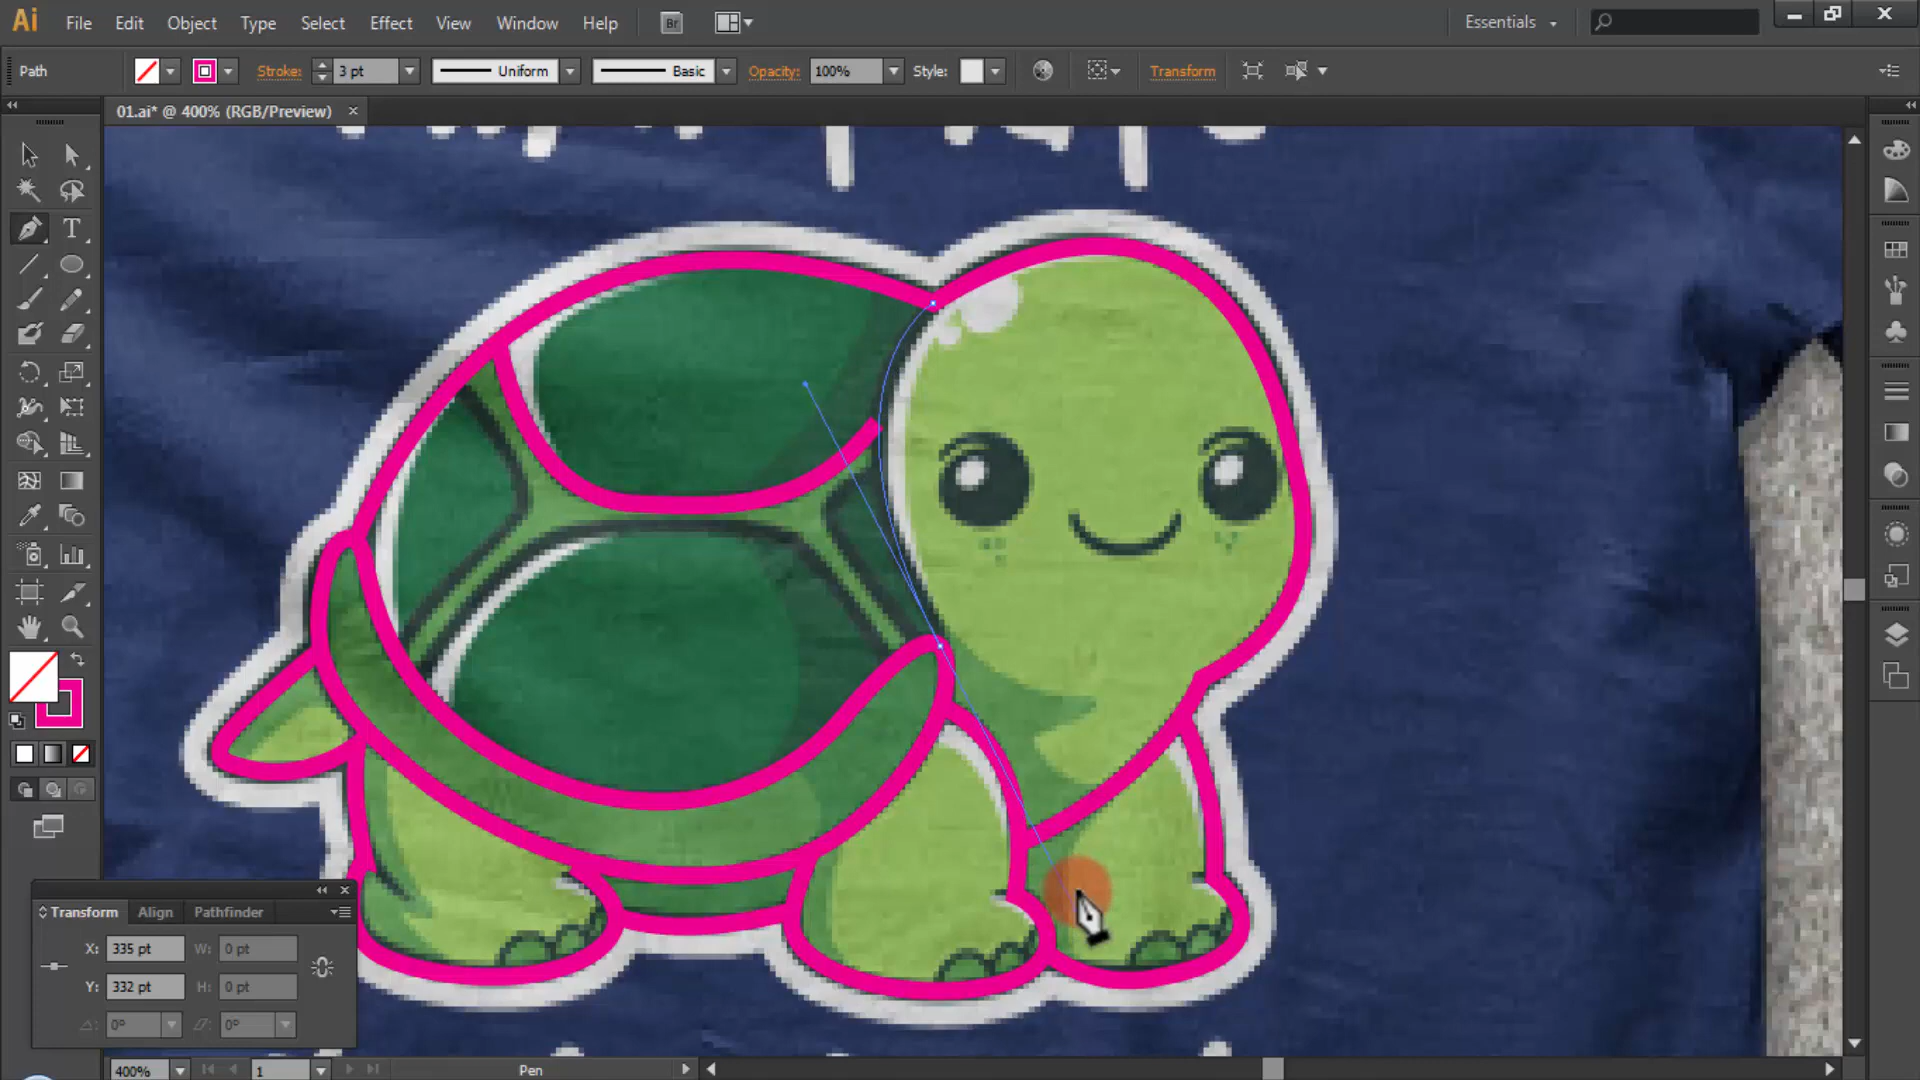 Ai File Edit Object Type Select Effect View Window Help Br Essentials
Path Stroke: 3 pt Uniform Basic Opacity: 100% Style: Transform
01.ai* @ 400% (RGB/Preview)
T
Transform Align Pathfinder
X: 335 pt W: 0 pt
Y: 332 pt H: 0 pt
0° 0°
400% 1 Pen